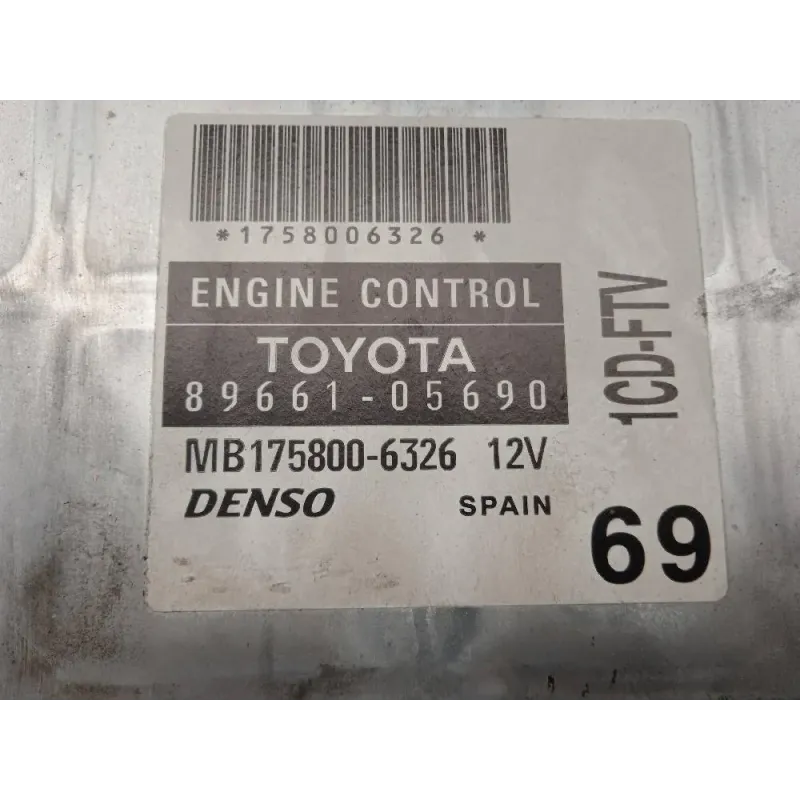 *1758006326*
ENGINE CONTROL
TOYOTA
89661-05690
MB175800-6326 12V
DENSO SPAIN
1CD-FTV
69